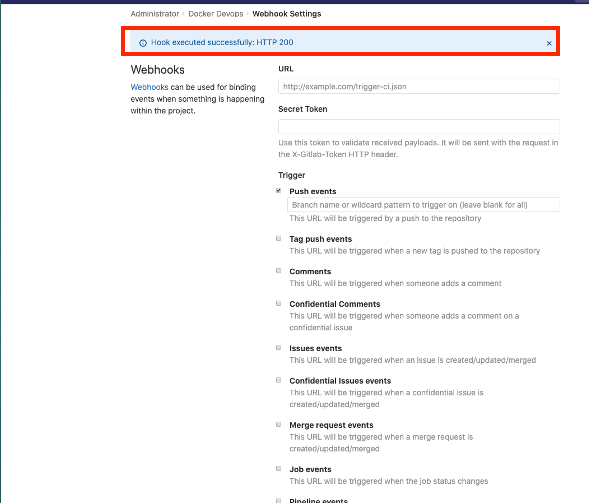 Administrator › Docker Devops › Webhook Settings
Hook executed successfully: HTTP 200
×
Webhooks
Webhooks can be used for binding
events when something is happening
within the project.
URL
http://example.com/trigger-ci.json
Secret Token
Use this token to validate received payloads. It will be sent with the request in
the X-Gitlab-Token HTTP header.
Trigger
Push events
Branch name or wildcard pattern to trigger on (leave blank for all)
This URL will be triggered by a push to the repository
Tag push events
This URL will be triggered when a new tag is pushed to the repository
Comments
This URL will be triggered when someone adds a comment
Confidential Comments
This URL will be triggered when someone adds a comment on a
confidential issue
Issues events
This URL will be triggered when an issue is created/updated/merged
Confidential Issues events
This URL will be triggered when a confidential issue is
created/updated/merged
Merge request events
This URL will be triggered when a merge request is
created/updated/merged
Job events
This URL will be triggered when the job status changes
Pipeline events